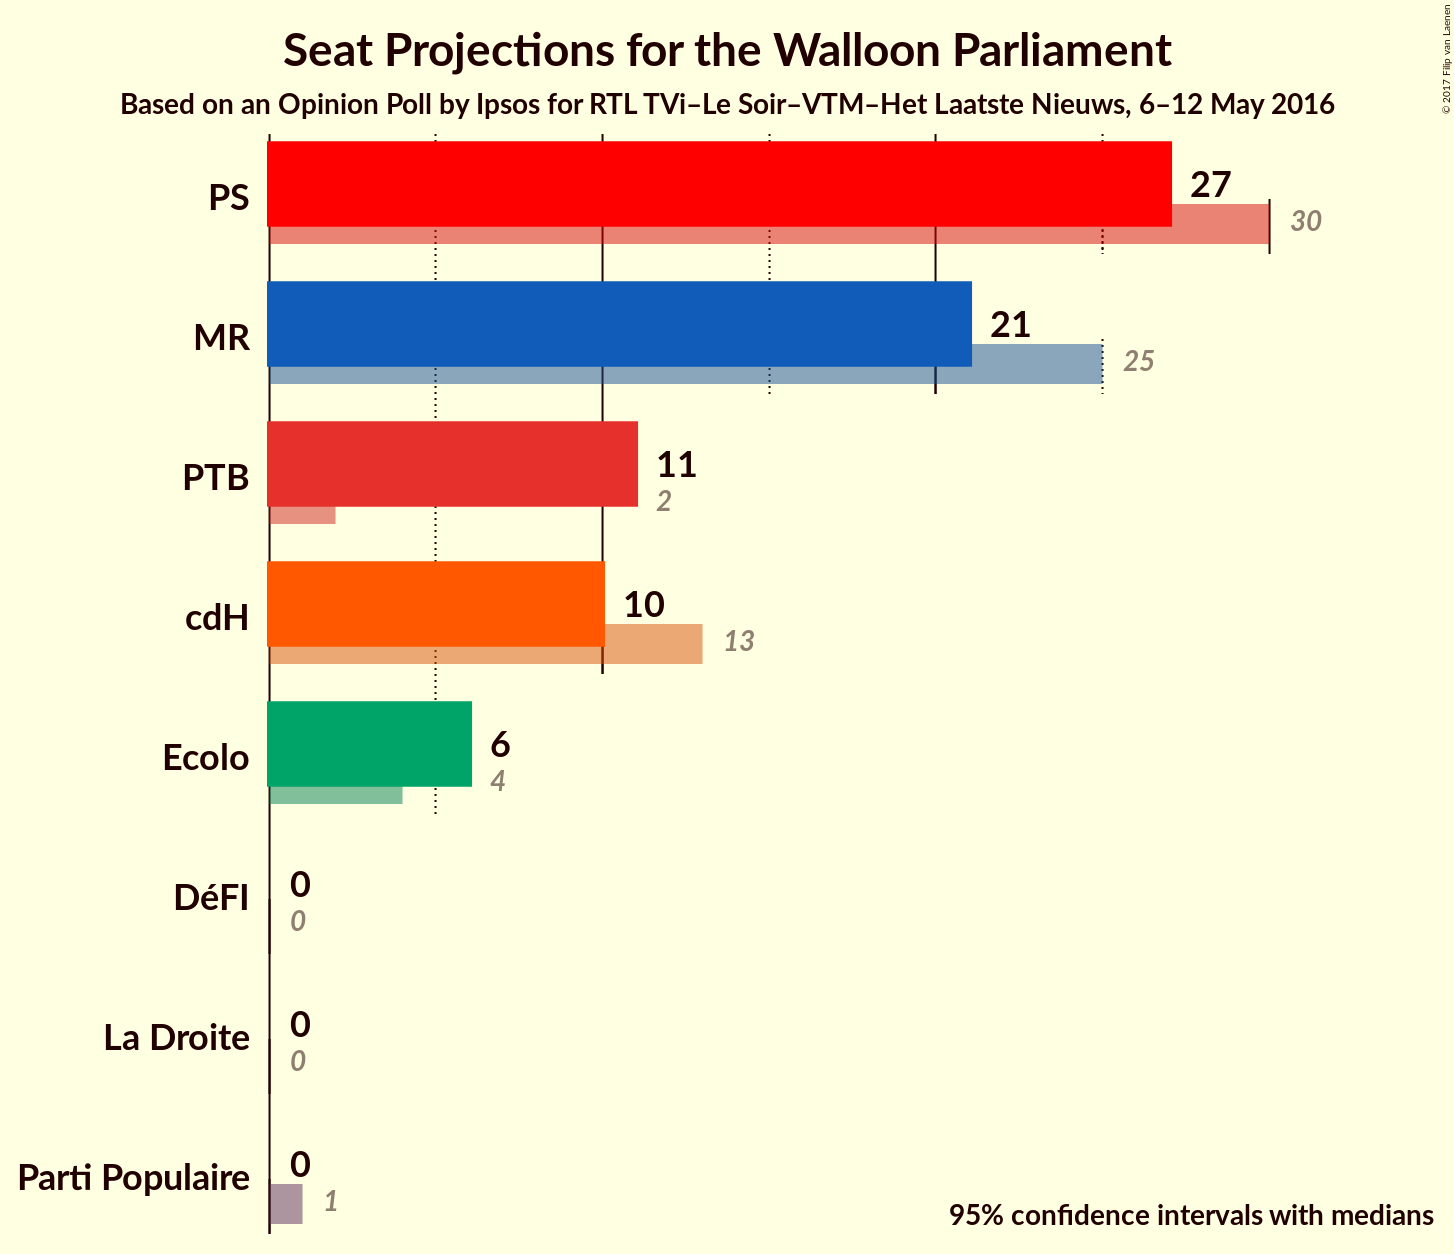 Seat Projections for the Walloon Parliament
Based on an Opinion Poll by Ipsos for RTL TVi–Le Soir–VTM–Het Laatste Nieuws, 6–12 May 2016
© 2017 Filip van Laenen
PS
27
30
MR
21
25
PTB
11
2
cdH
10
13
Ecolo
6
4
DéFI
0
0
La Droite
0
0
Parti Populaire
0
1
95% confidence intervals with medians